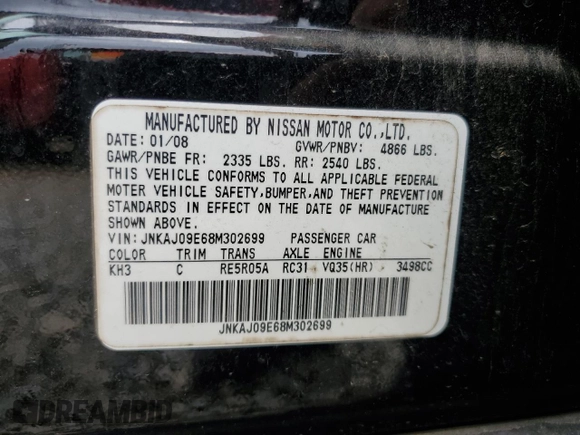 MANUFACTURED BY NISSAN MOTOR CO.,LTD.
DATE: 01/08 GVWR/PNBV: 4866 LBS.
GAWR/PNBE FR: 2335 LBS. RR: 2540 LBS.
THIS VEHICLE CONFORMS TO ALL APPLICABLE FEDERAL
MOTER VEHICLE SAFETY,BUMPER,AND THEFT PREVENTION
STANDARDS IN EFFECT ON THE DATE OF MANUFACTURE
SHOWN ABOVE.
VIN: JNKAJ09E68M302699 PASSENGER CAR
COLOR TRIM TRANS AXLE ENGINE
KH3 C RE5R05A RC31 VQ35(HR) 3498CC
JNKAJ09E68M302699
DREAMBID